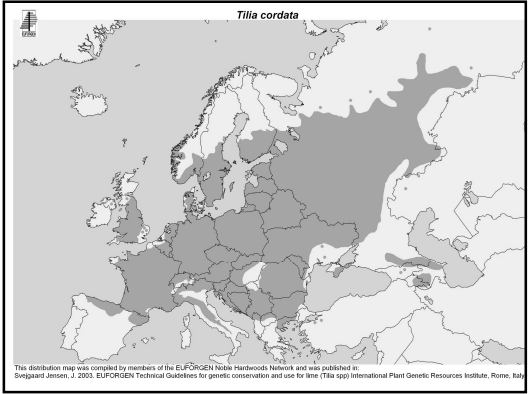 Tilia cordata
EUFORGEN
This distribution map was compiled by members of the EUFORGEN Noble Hardwoods Network and was published in:
Svejgaard Jensen, J. 2003. EUFORGEN Technical Guidelines for genetic conservation and use for lime (Tilia spp) International Plant Genetic Resources Institute, Rome, Italy